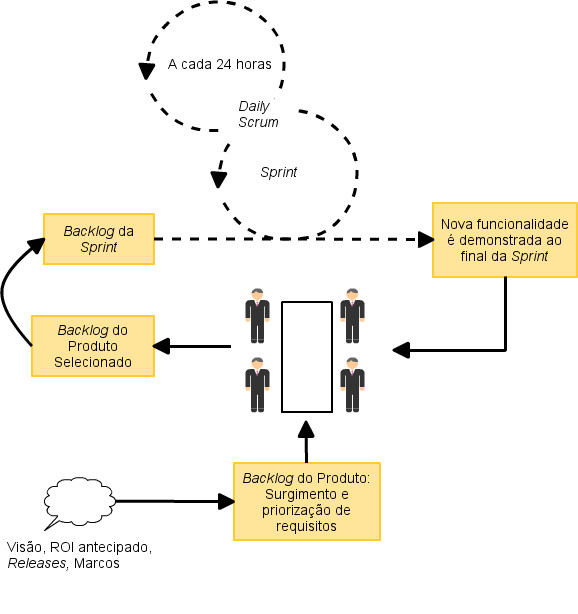 A cada 24 horas
Daily
Scrum
Sprint
Backlog da
Sprint
Nova funcionalidade
é demonstrada ao
final da Sprint
Backlog do
Produto
Selecionado
Backlog do Produto:
Surgimento e
priorização de
requisitos
Visão, ROI antecipado,
Releases, Marcos